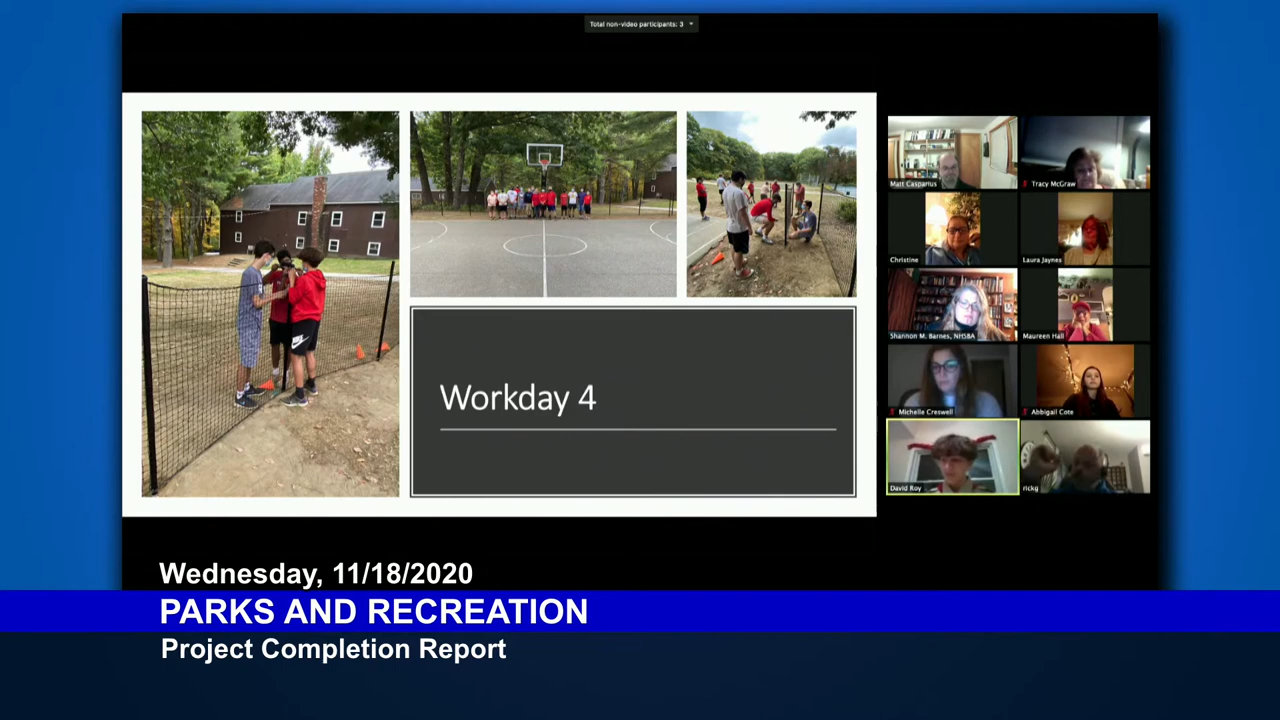 Total non-video participants: 3
Workday 4
Matt Casparius
Tracy McGraw
Christine
Laura Jaynes
Shannon M. Barnes, NHSBA
Maureen Hall
Michelle Creswell
Abbigail Cote
David Roy
rickg
Wednesday, 11/18/2020
PARKS AND RECREATION
Project Completion Report